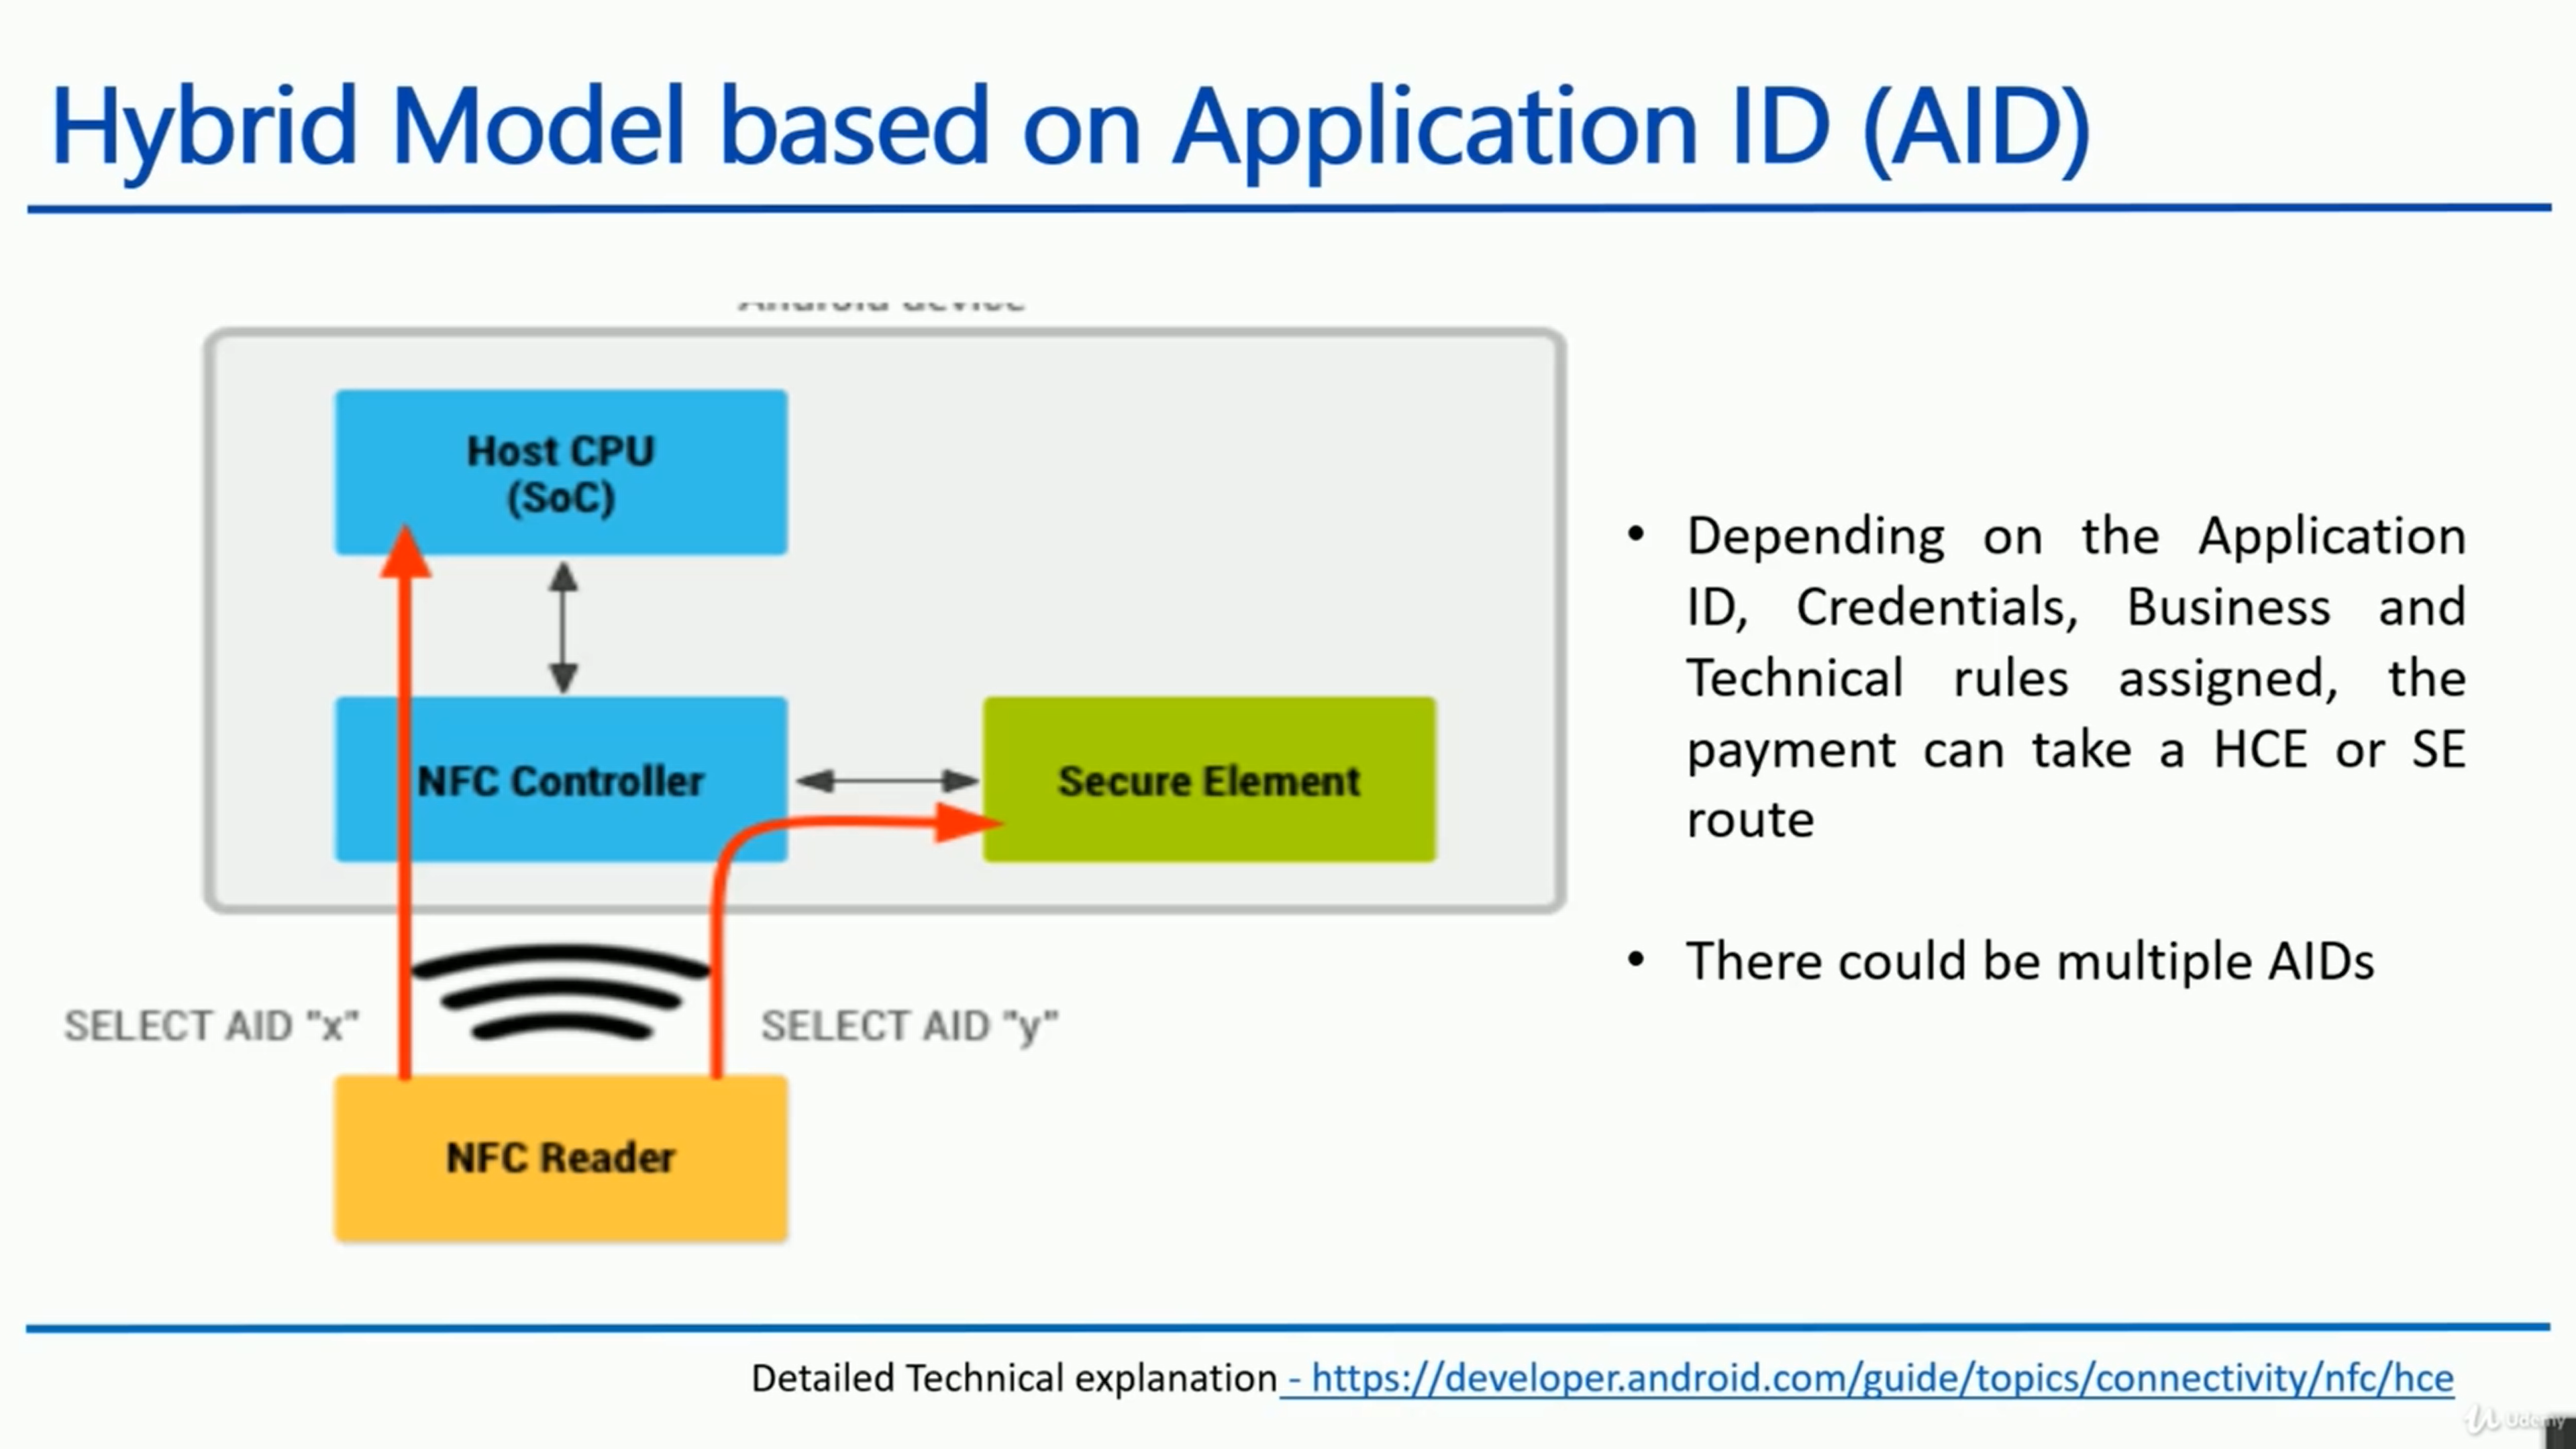 Hybrid Model based on Application ID (AID)
Android device
Host CPU
(SoC)
NFC Controller
Secure Element
SELECT AID "x"
SELECT AID "y"
NFC Reader
• Depending on the Application
ID, Credentials, Business and
Technical rules assigned, the
payment can take a HCE or SE
route
• There could be multiple AIDs
Detailed Technical explanation - https://developer.android.com/guide/topics/connectivity/nfc/hce
Udemy